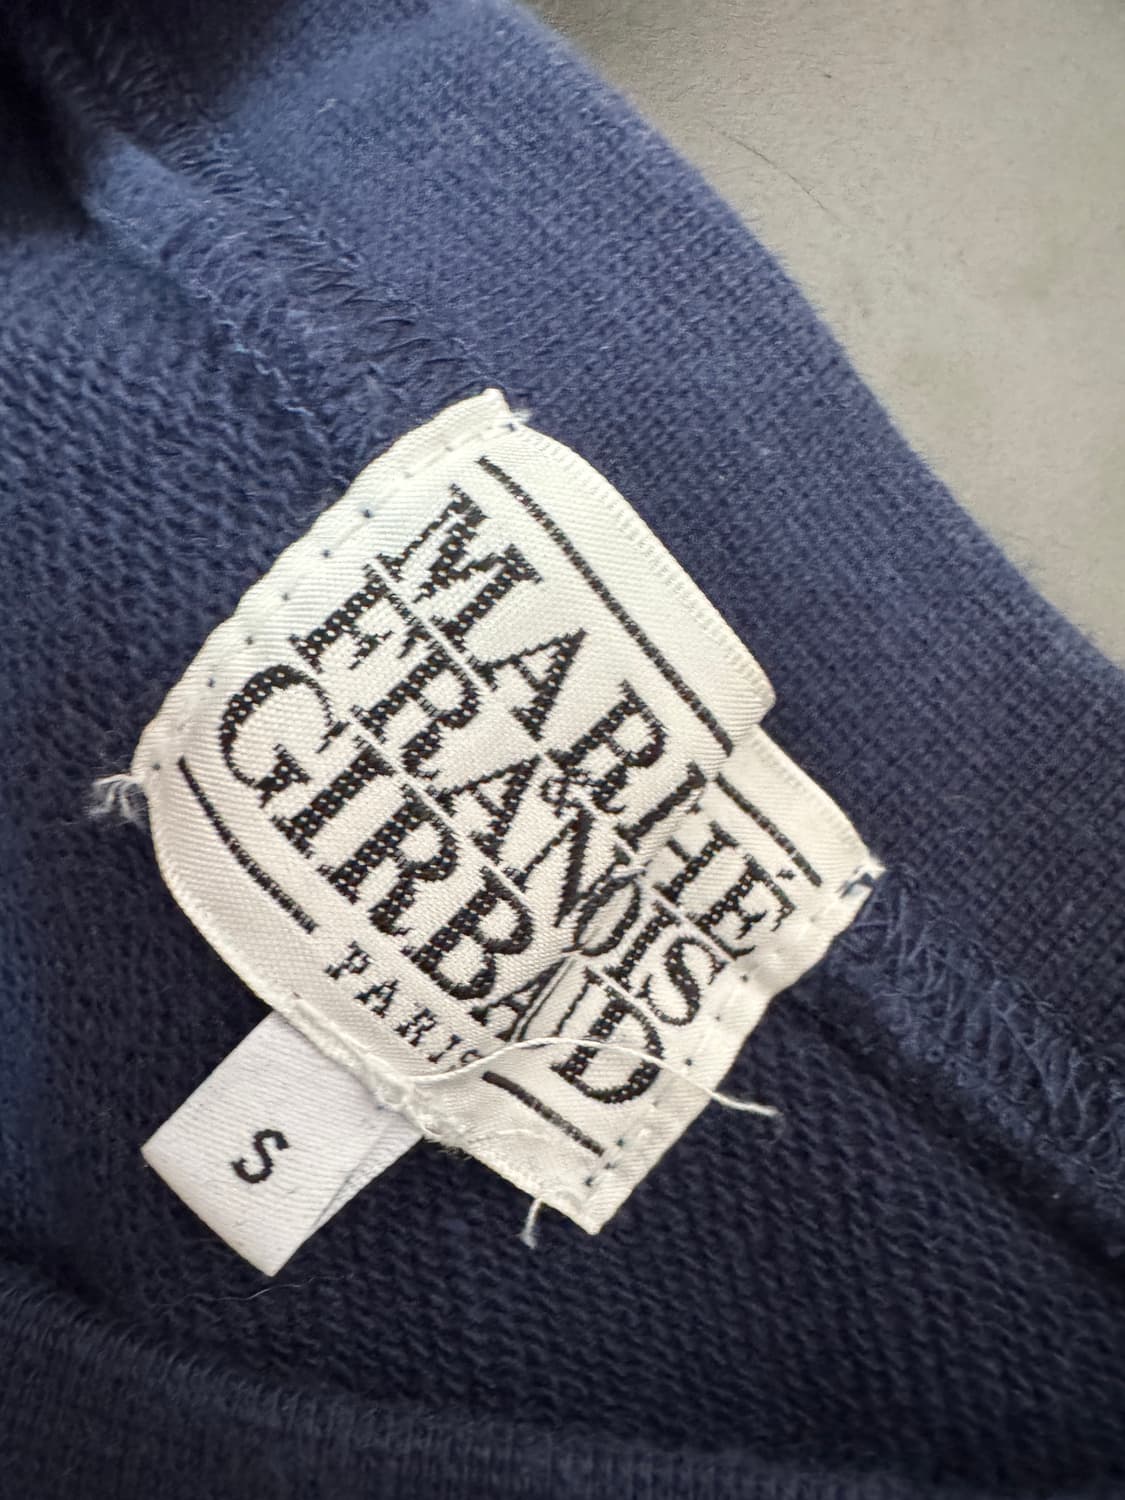 MARITHÉ
&
FRANÇOIS
GIRBAUD
PARIS
S